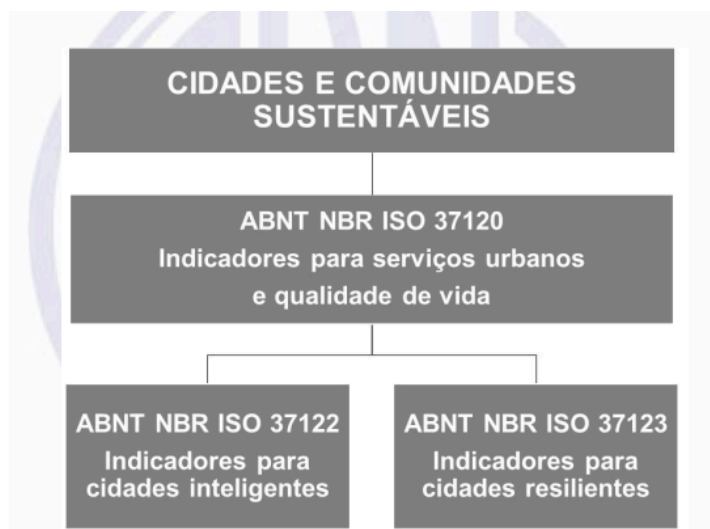 CIDADES E COMUNIDADES
SUSTENTÁVEIS
ABNT NBR ISO 37120
Indicadores para serviços urbanos
e qualidade de vida
ABNT NBR ISO 37122
Indicadores para
cidades inteligentes
ABNT NBR ISO 37123
Indicadores para
cidades resilientes